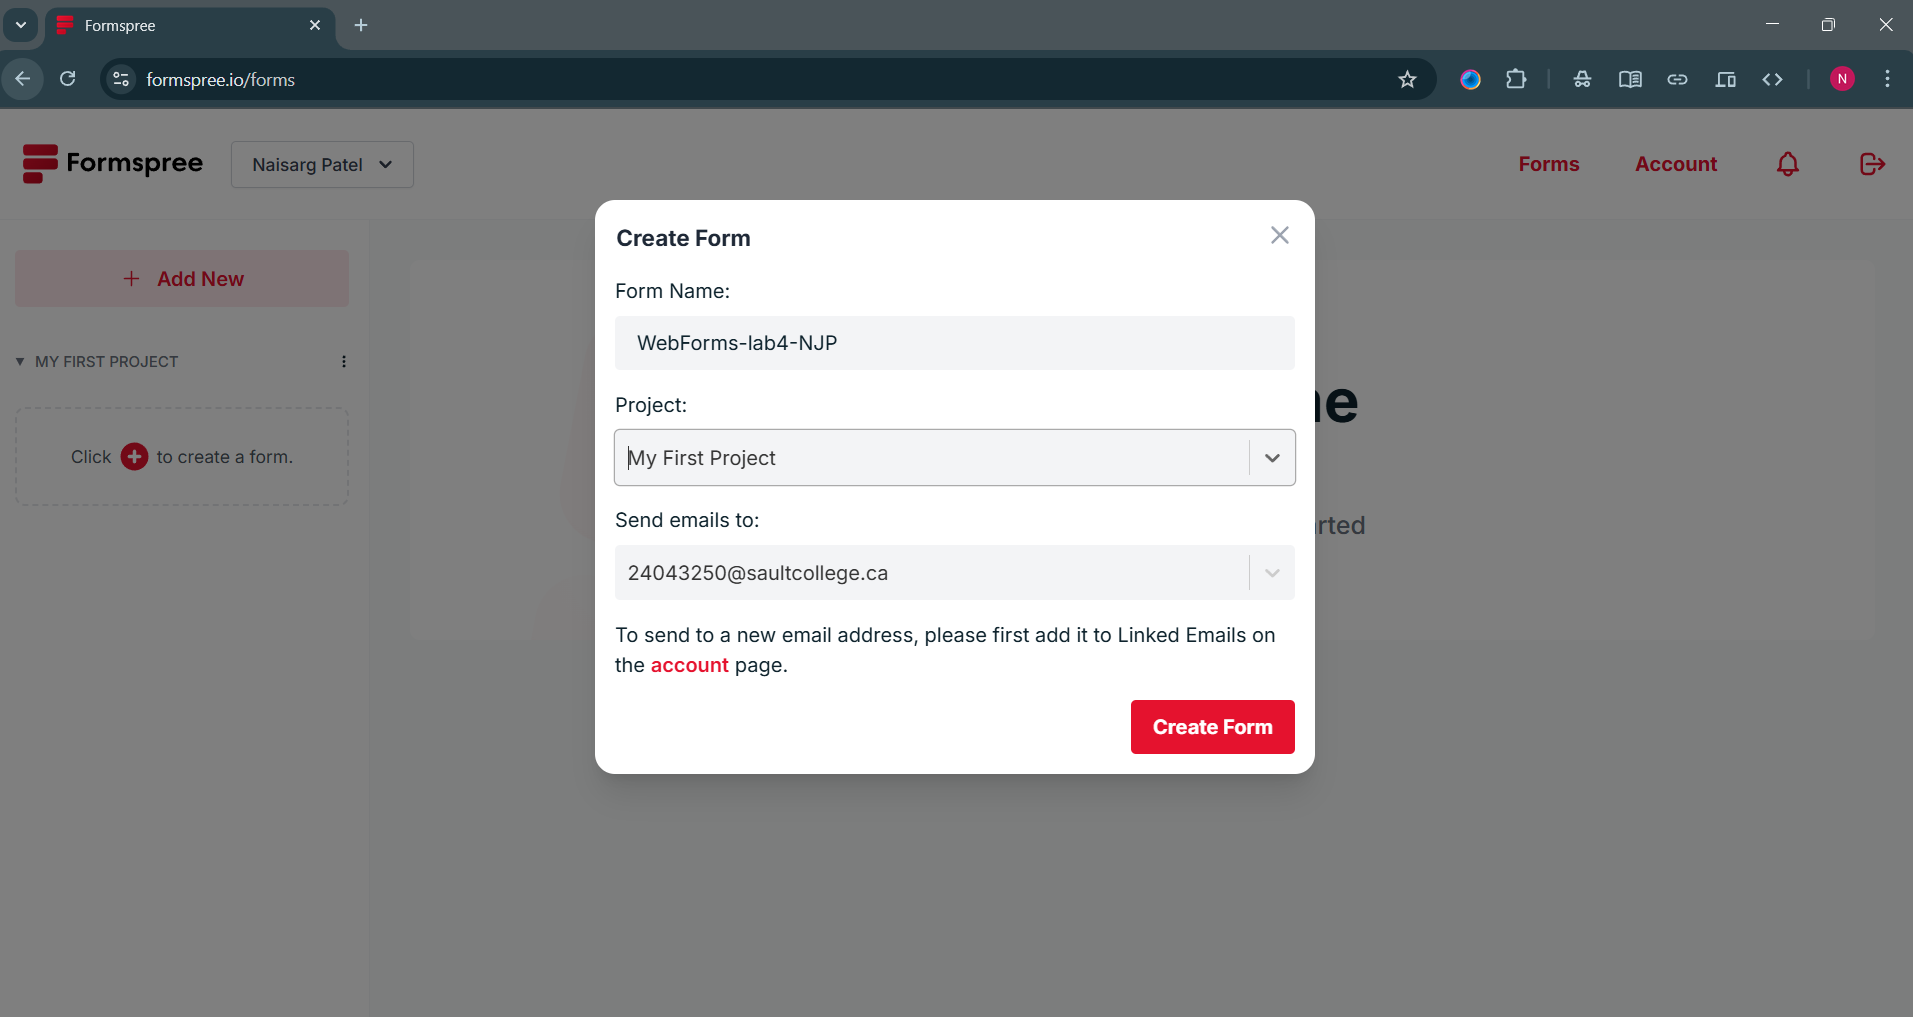 Formspree
formspree.io/forms
N
Formspree
Naisarg Patel
Forms
Account
Add New
MY FIRST PROJECT
Click to create a form.
Create Form
Form Name:
WebForms-lab4-NJP
Project:
My First Project
Send emails to:
24043250@saultcollege.ca
To send to a new email address, please first add it to Linked Emails on
the account page.
Create Form